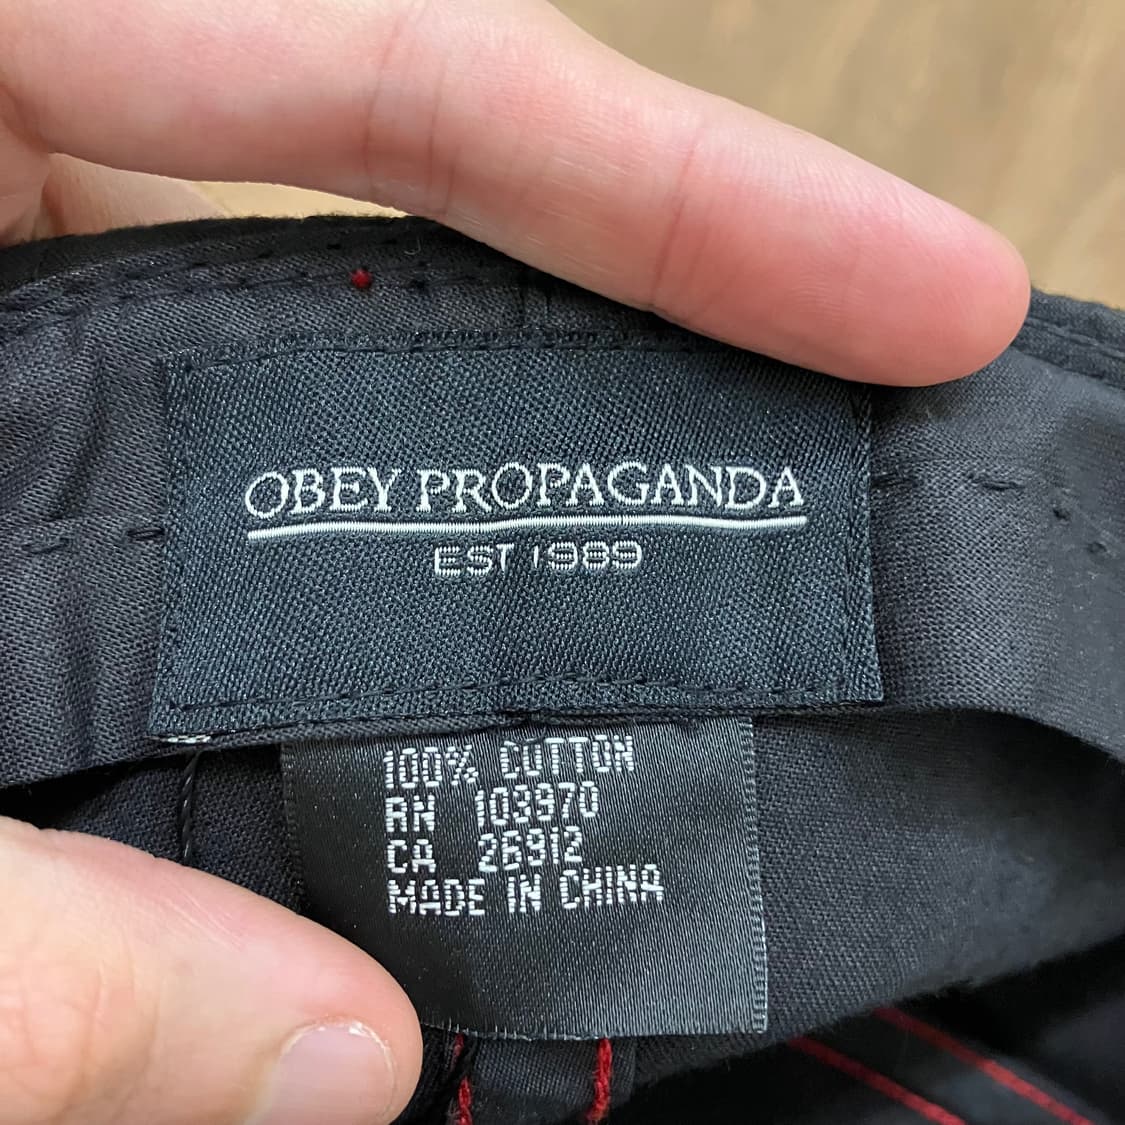 OBEY PROPAGANDA
EST 1989
100% COTTON
RN 103970
CA 26912
MADE IN CHINA